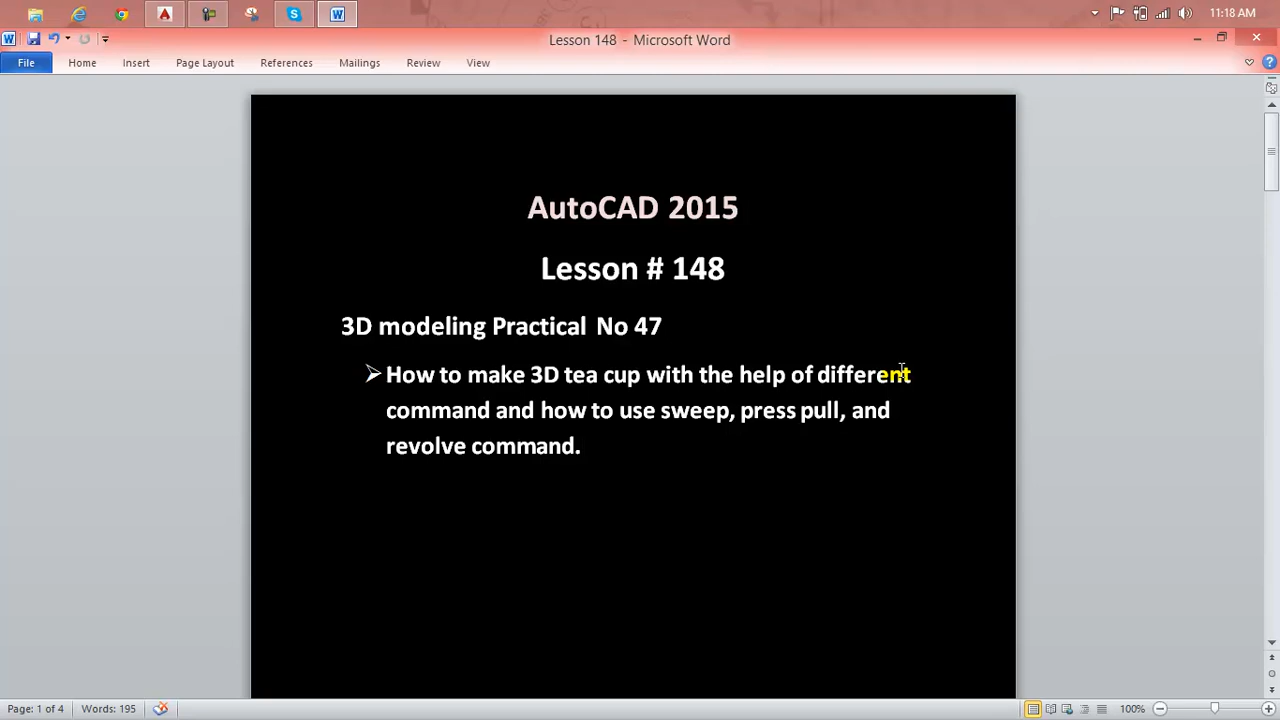 11:18 AM
Lesson 148 - Microsoft Word
File Home Insert Page Layout References Mailings Review View
AutoCAD 2015
Lesson # 148
3D modeling Practical No 47
How to make 3D tea cup with the help of different
command and how to use sweep, press pull, and
revolve command.
Page: 1 of 4 Words: 195 100%